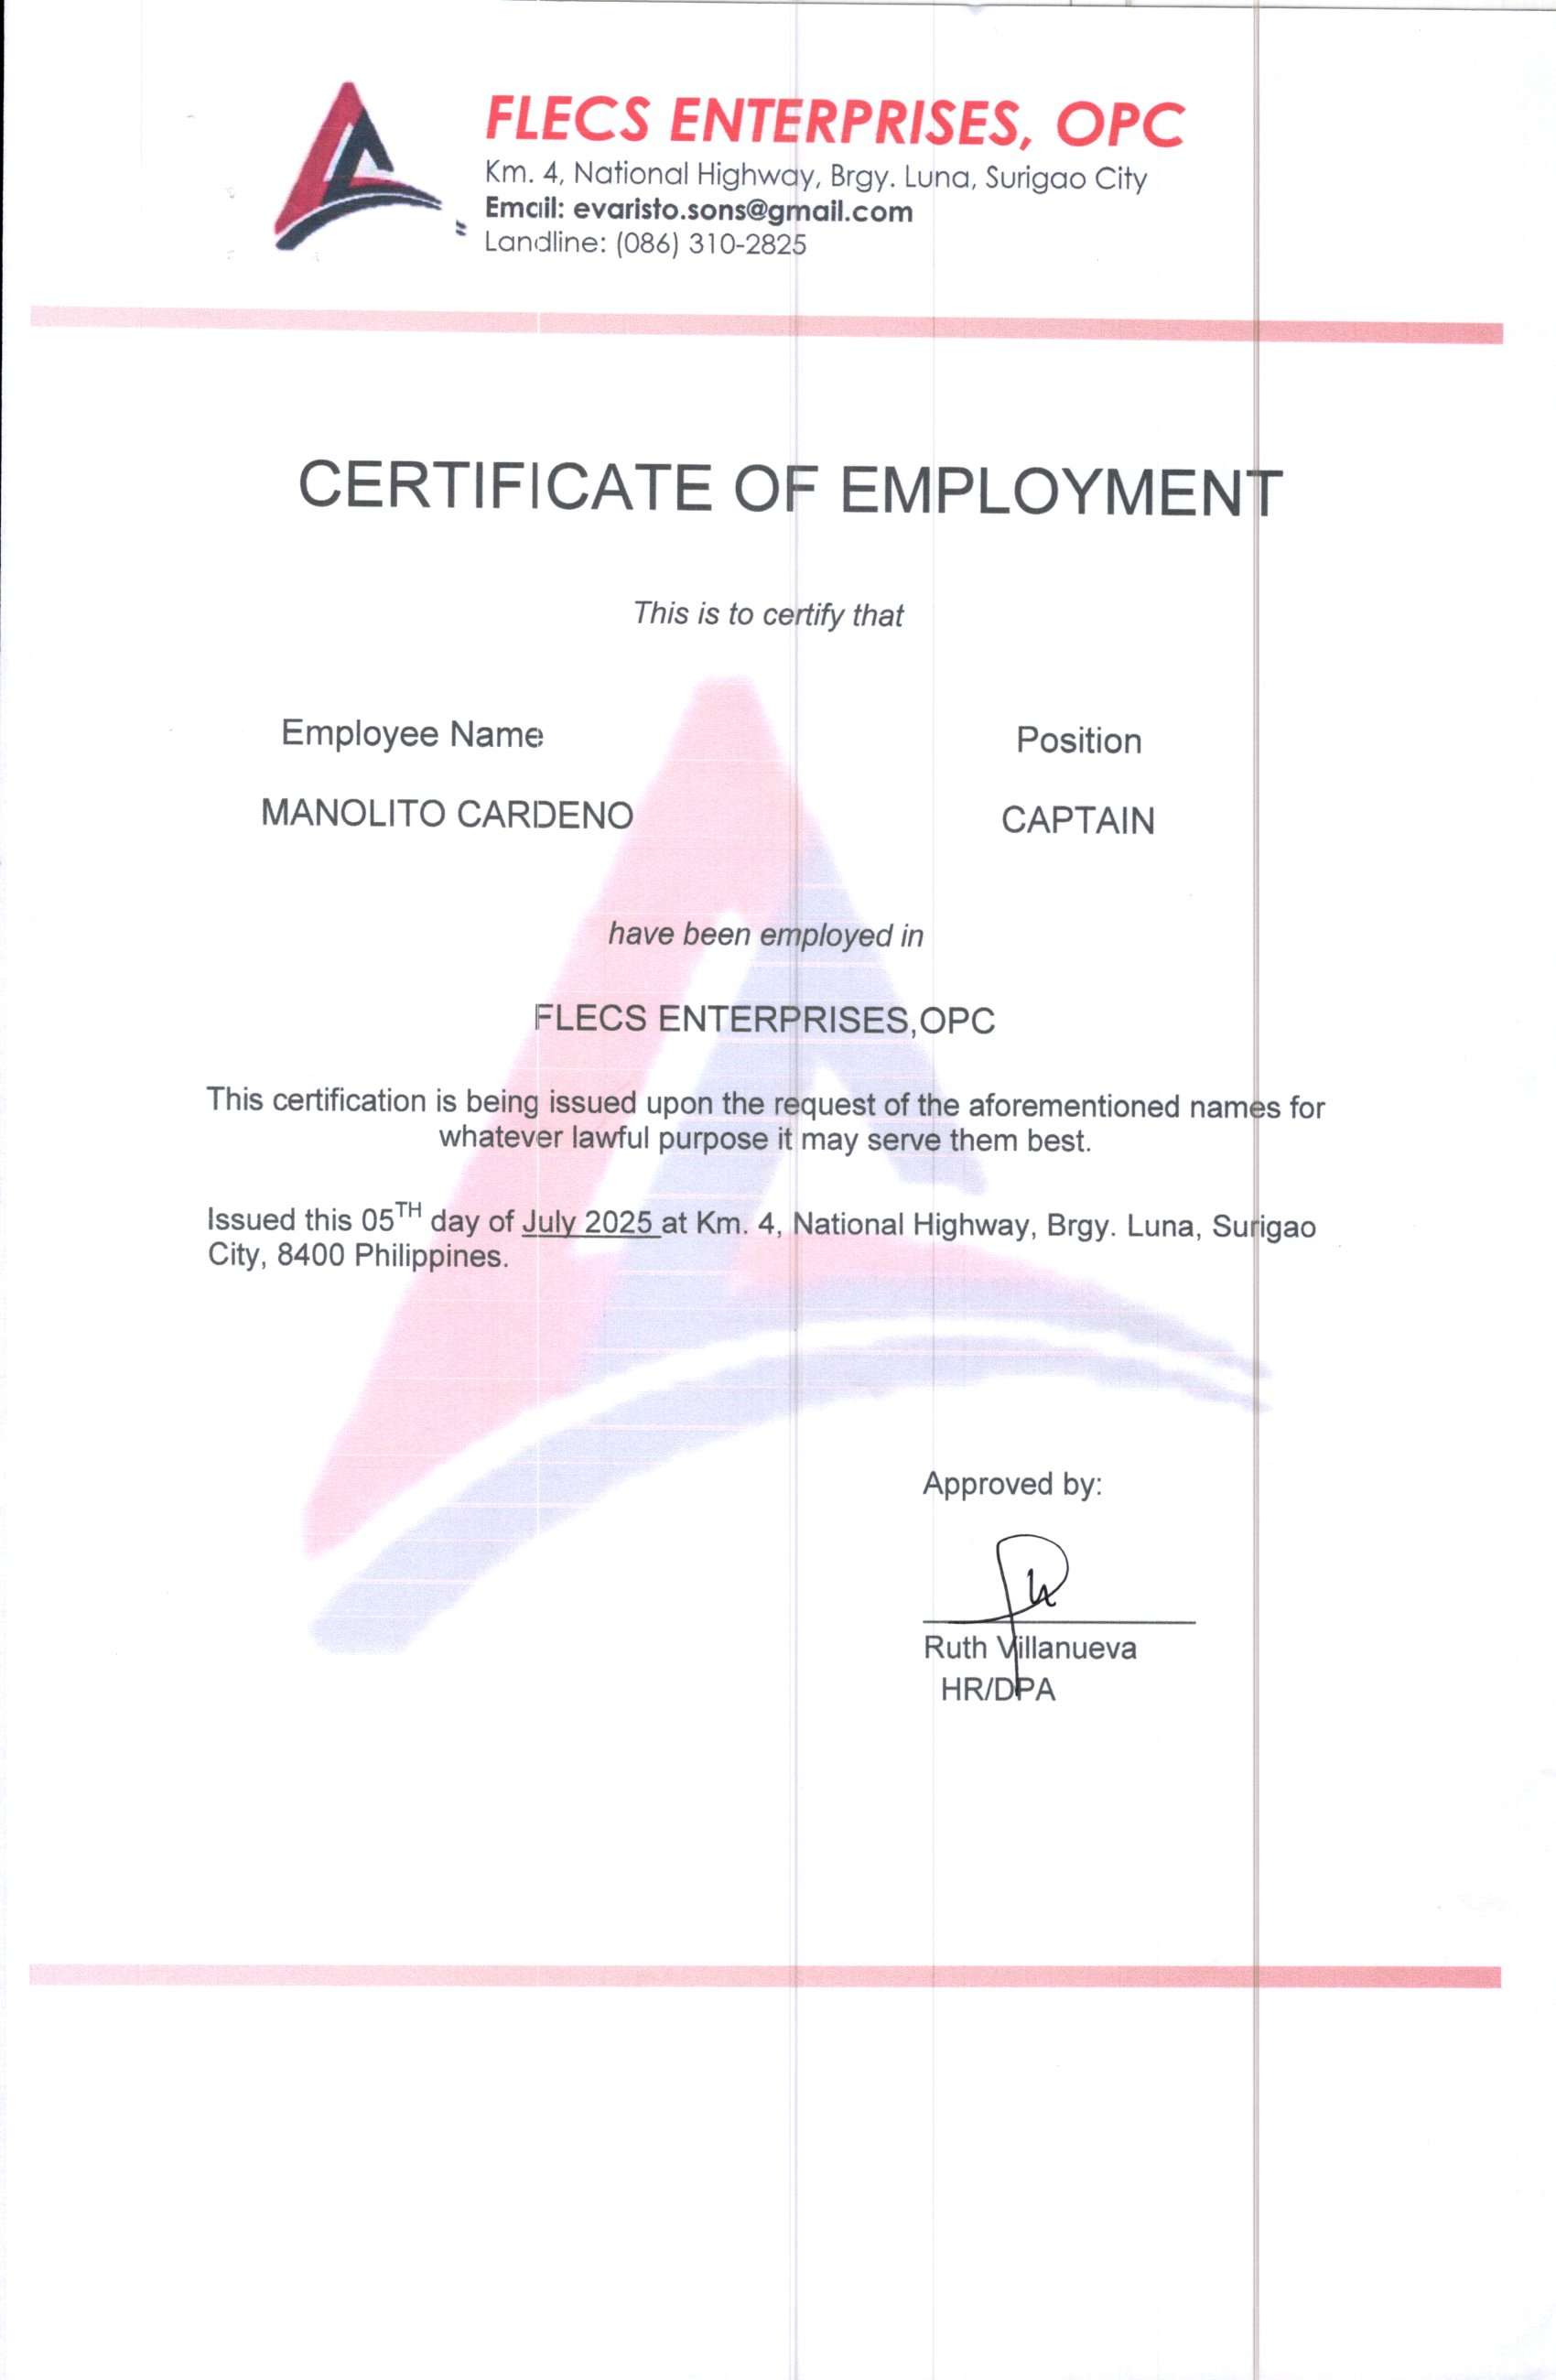 FLECS ENTERPRISES, OPC
Km. 4, National Highway, Brgy. Luna, Surigao City
Email: evaristo.sons@gmail.com
Landline: (086) 310-2825
CERTIFICATE OF EMPLOYMENT
This is to certify that
Employee Name Position
MANOLITO CARDENO CAPTAIN
have been employed in
FLECS ENTERPRISES,OPC
This certification is being issued upon the request of the aforementioned names for
whatever lawful purpose it may serve them best.
Issued this 05TH day of July 2025 at Km. 4, National Highway, Brgy. Luna, Surigao
City, 8400 Philippines.
Approved by:
Ruth Villanueva
HR/DPA